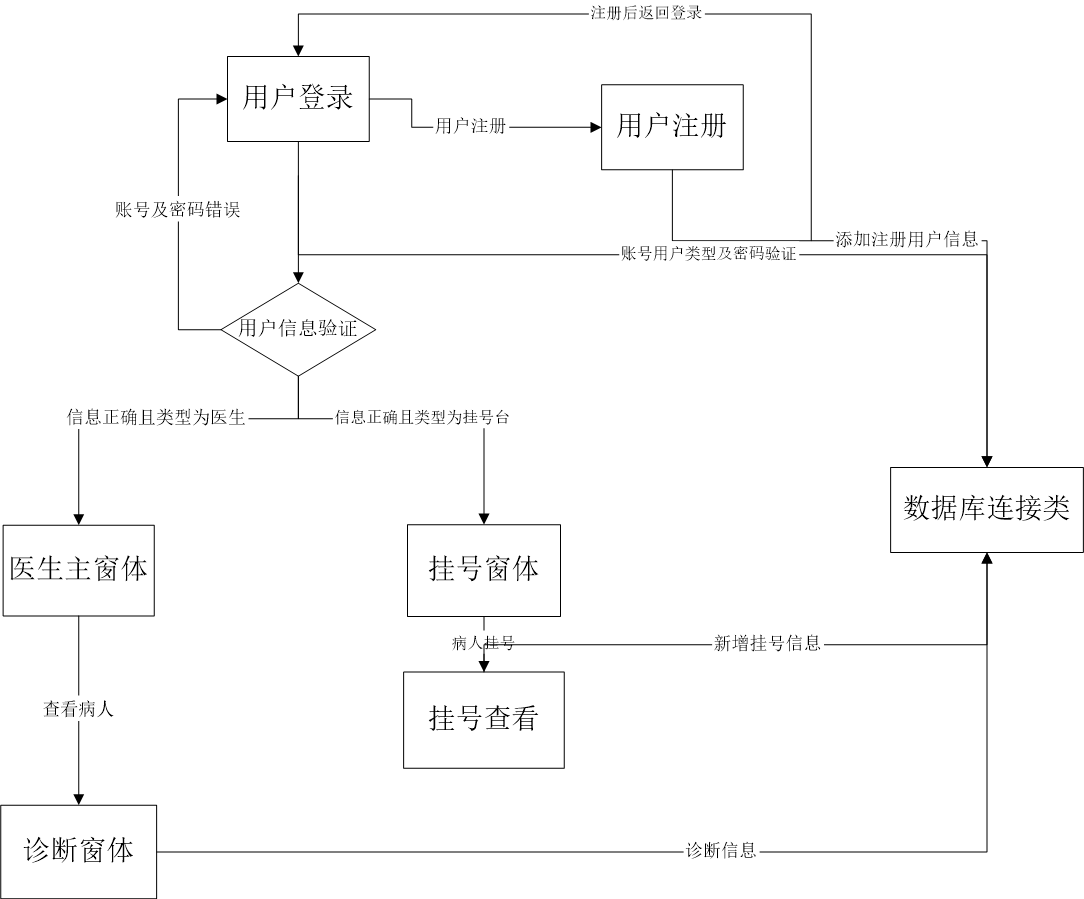 注册后返回登录
用户登录
用户注册
用户注册
账号及密码错误
添加注册用户信息
账号用户类型及密码验证
用户信息验证
信息正确且类型为医生
信息正确且类型为挂号台
数据库连接类
医生主窗体
挂号窗体
病人挂号
新增挂号信息
查看病人
挂号查看
诊断窗体
诊断信息